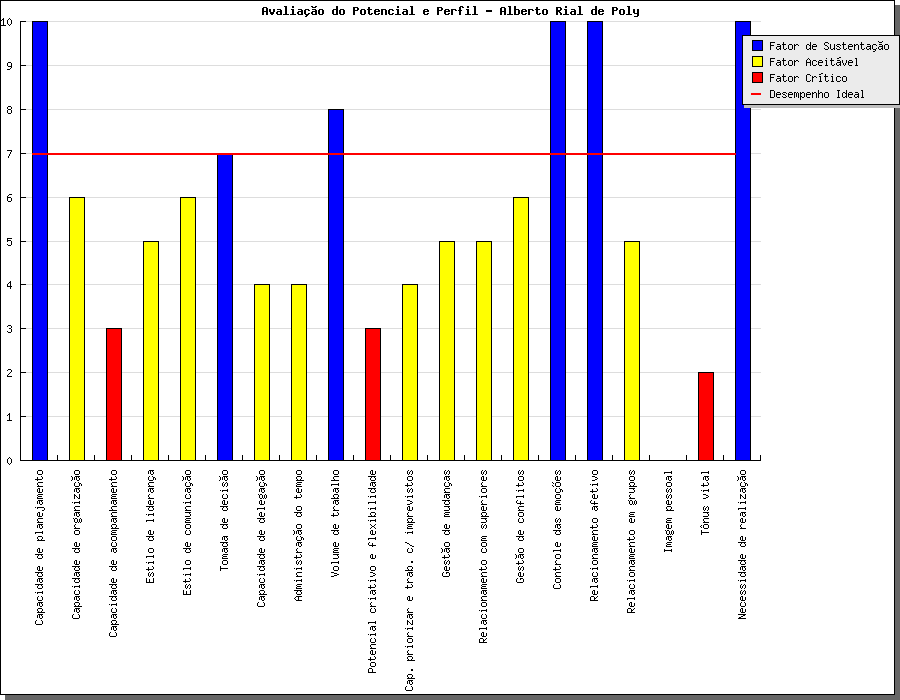 Avaliação do Potencial e Perfil - Alberto Rial de Poly
10
9
8
7
6
5
4
3
2
1
0
Fator de Sustentação
Fator Aceitável
Fator Crítico
Desempenho Ideal
Capacidade de planejamento
Capacidade de organização
Capacidade de acompanhamento
Estilo de liderança
Estilo de comunicação
Tomada de decisão
Capacidade de delegação
Administração do tempo
Volume de trabalho
Potencial criativo e flexibilidade
Cap. priorizar e trab. c/ imprevistos
Gestão de mudanças
Relacionamento com superiores
Gestão de conflitos
Controle das emoções
Relacionamento afetivo
Relacionamento em grupos
Imagem pessoal
Tônus vital
Necessidade de realização